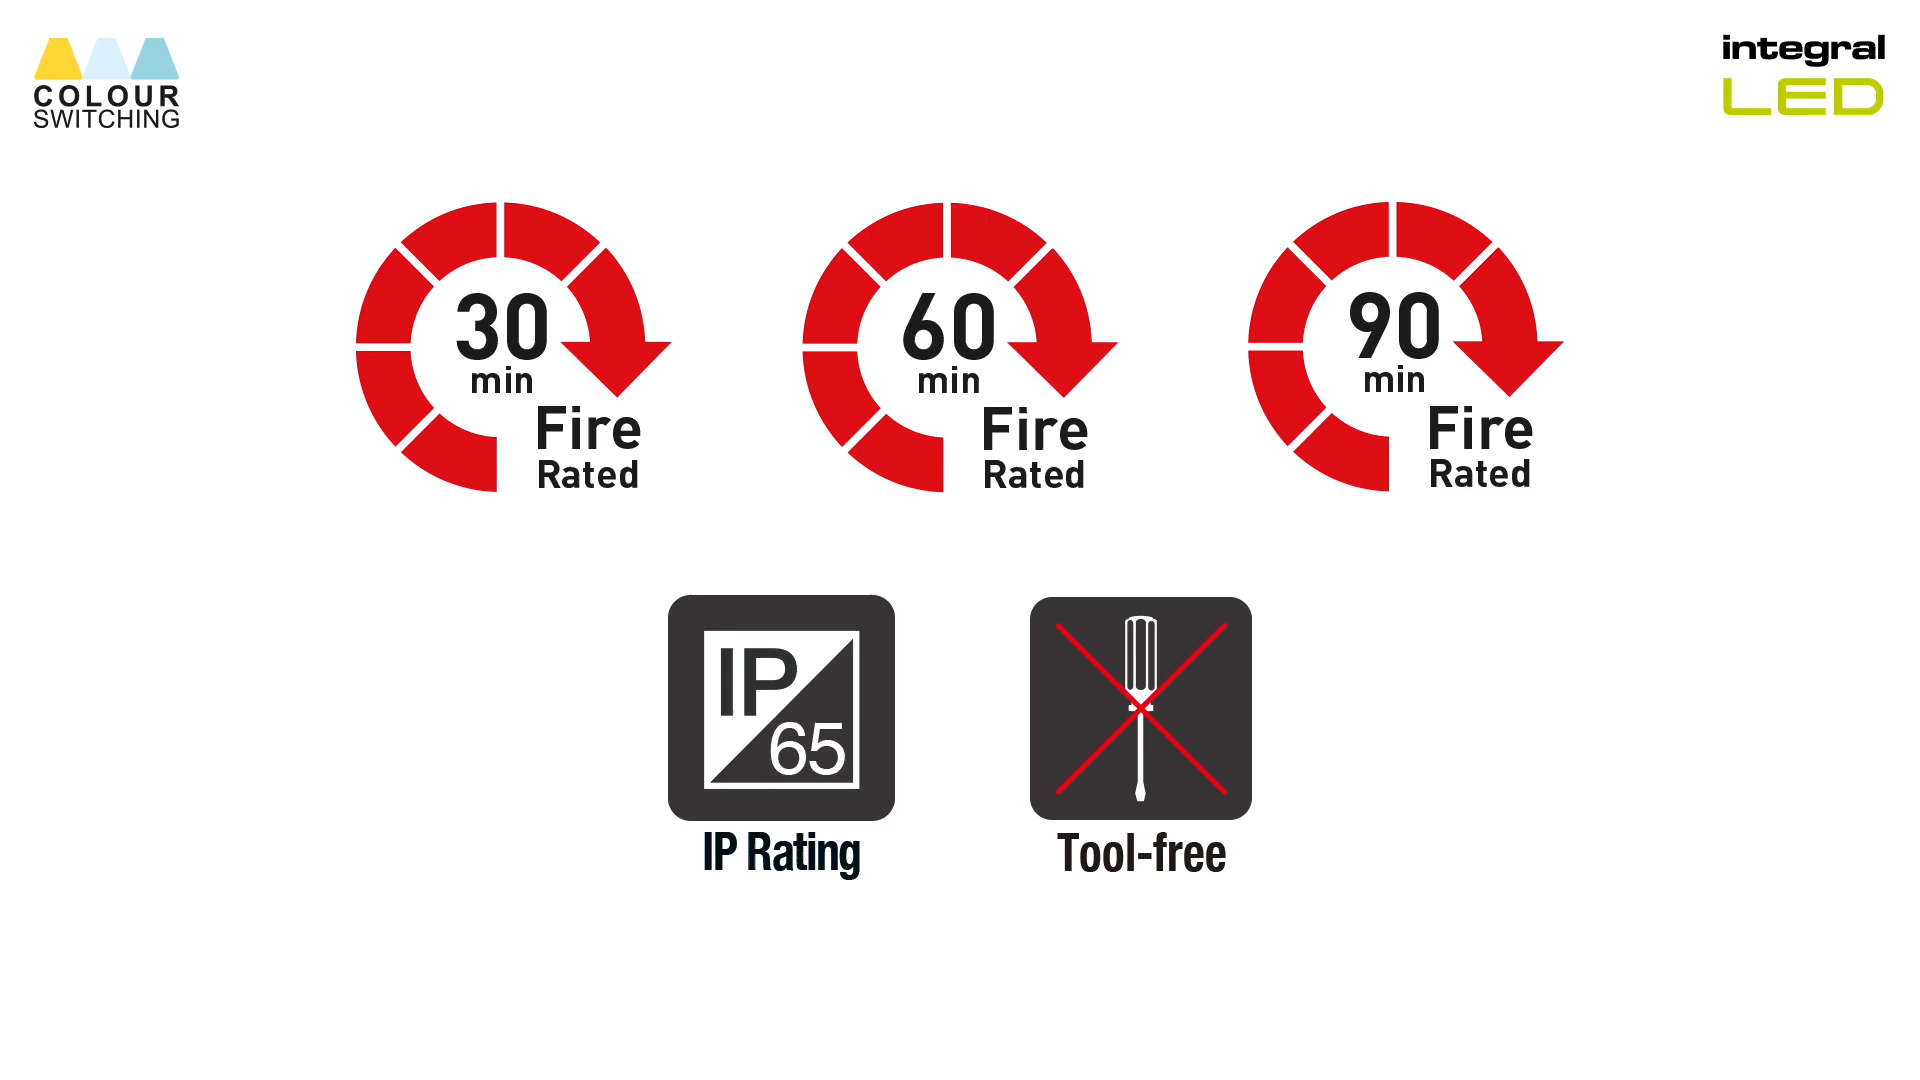 COLOUR
SWITCHING
integral
LED
30
min
Fire
Rated
60
min
Fire
Rated
90
min
Fire
Rated
IP
65
IP Rating
Tool-free